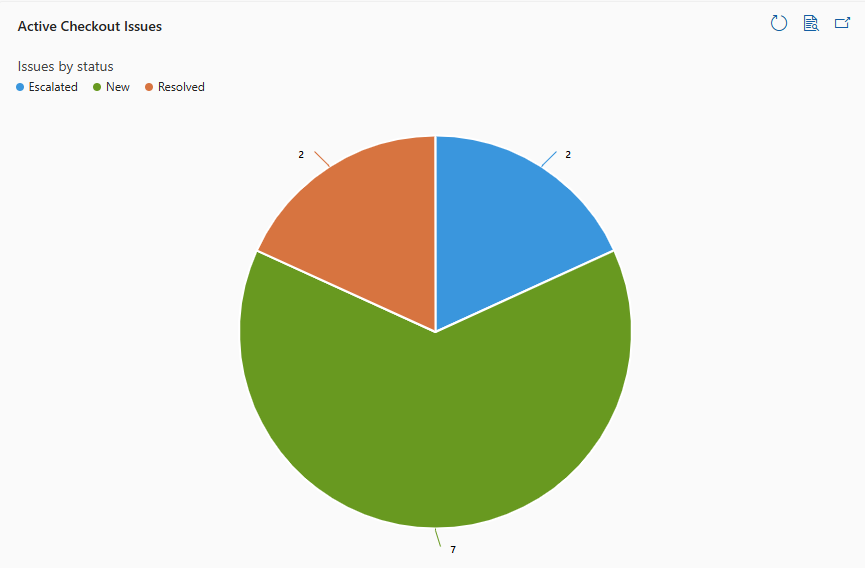 Active Checkout Issues
Issues by status
Escalated New Resolved
2 2
7